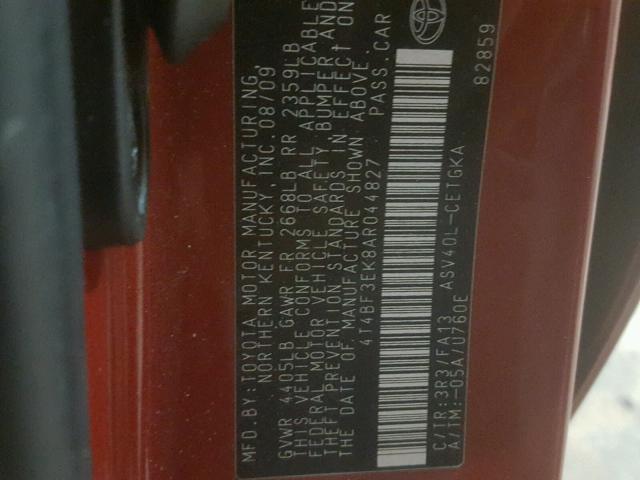 MFD.BY: TOYOTA MOTOR MANUFACTURING,
NORTHERN KENTUCKY, INC. 08/09
GVWR 4405LB GAWR FR 2668LB RR 2359LB
THIS VEHICLE CONFORMS TO ALL APPLICABLE
FEDERAL MOTOR VEHICLE SAFETY, BUMPER, AND
THEFT PREVENTION STANDARDS IN EFFECT ON
THE DATE OF MANUFACTURE SHOWN ABOVE.
4T4BF3EK8AR044827 PASS.CAR
C/TR:3R3/FA13 ASV40L-CETGKA
A/TM:-05A/U760E
82859